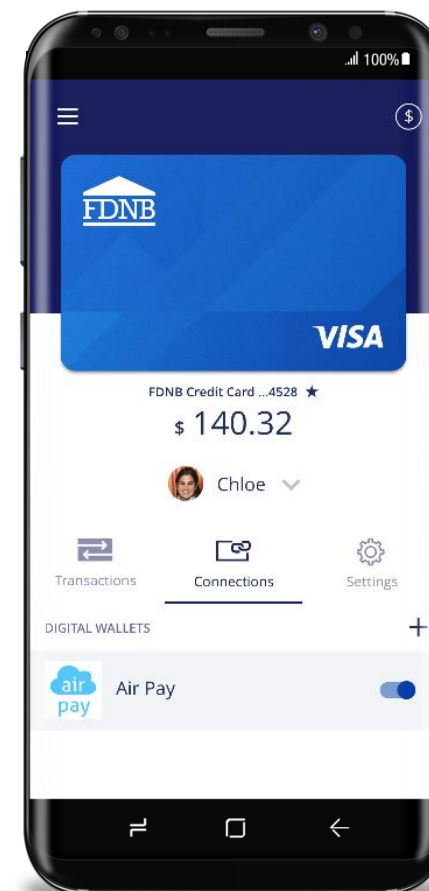 100%
$
FDNB
VISA
FDNB Credit Card ...4528 ★
$ 140.32
Chloe
Transactions
Connections
Settings
DIGITAL WALLETS
+
air
pay
Air Pay